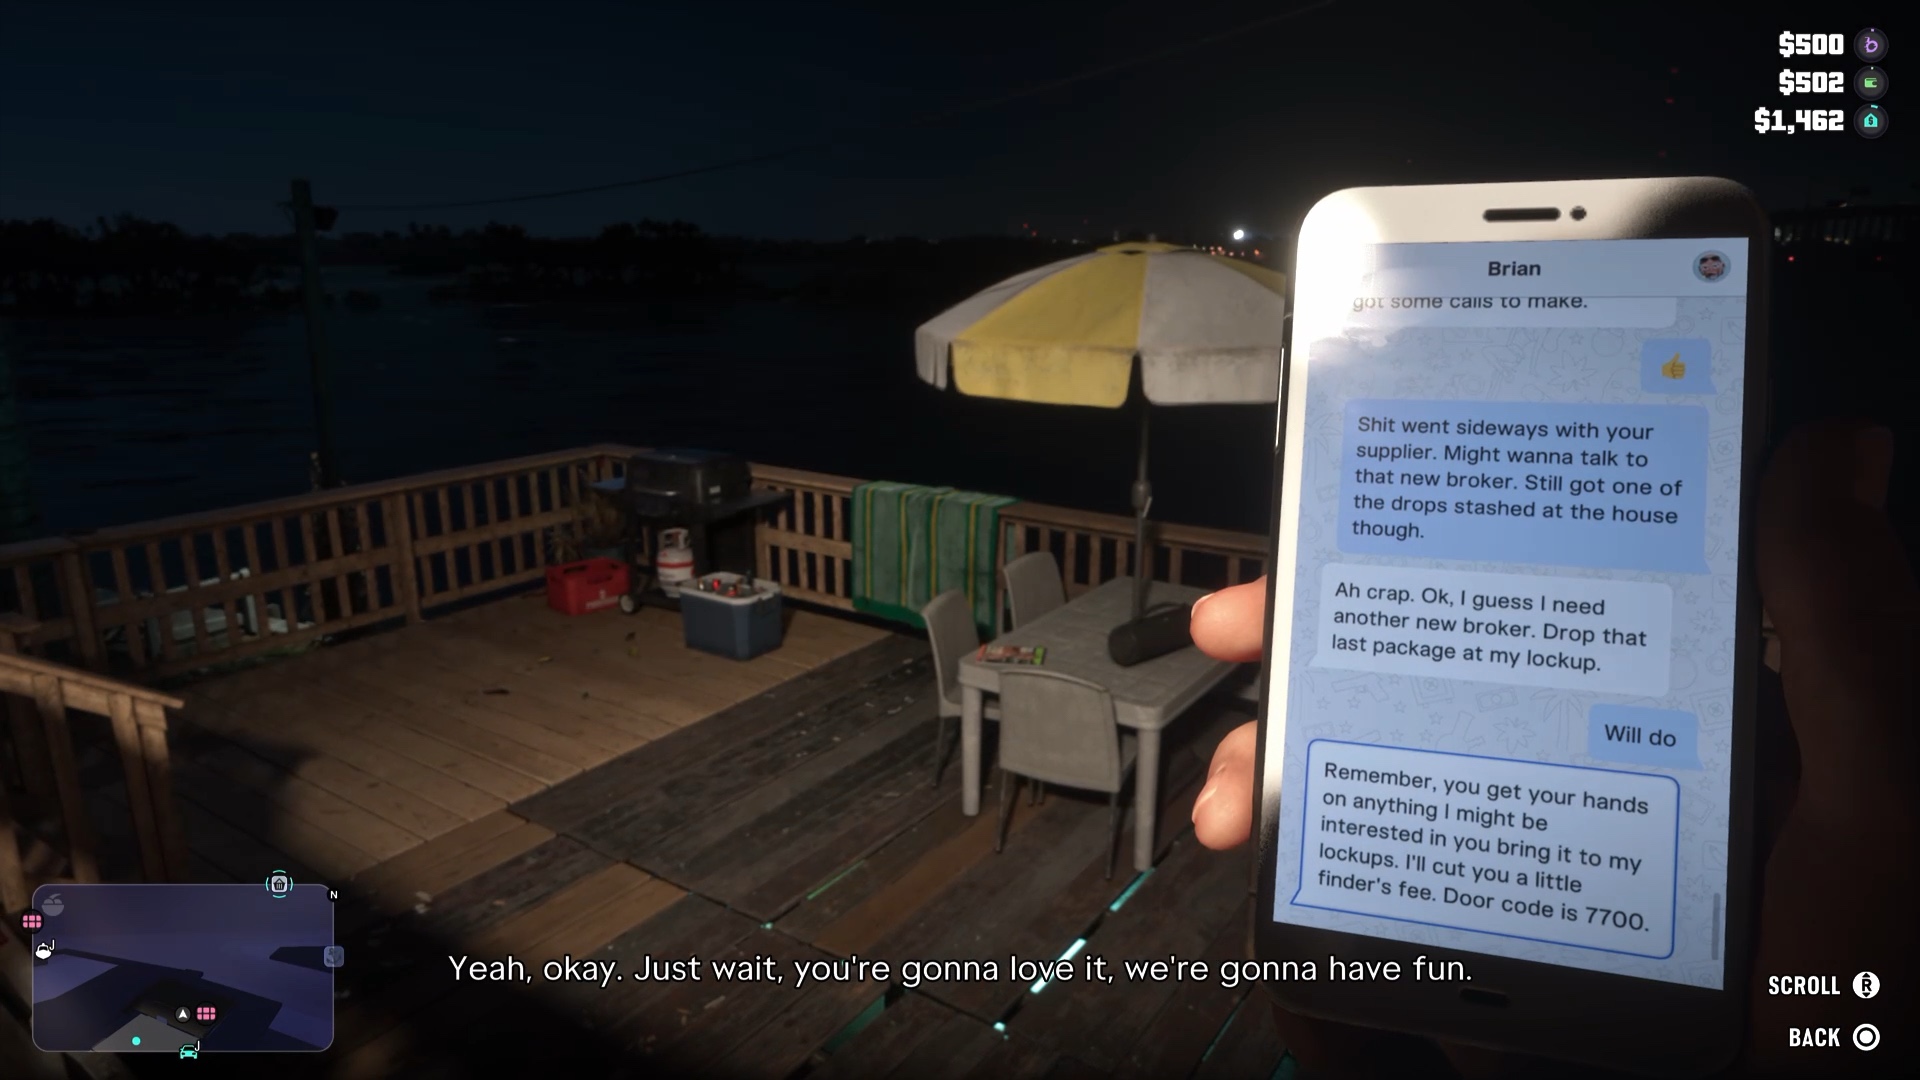 $500
$502
$1,462
Brian
got some calls to make.
Shit went sideways with your
supplier. Might wanna talk to
that new broker. Still got one of
the drops stashed at the house
though.
Ah crap. Ok, I guess I need
another new broker. Drop that
last package at my lockup.
Will do
Remember, you get your hands
on anything I might be
interested in you bring it to my
lockups. I'll cut you a little
finder's fee. Door code is 7700.
N
J
J
Yeah, okay. Just wait, you're gonna love it, we're gonna have fun.
SCROLL R
BACK